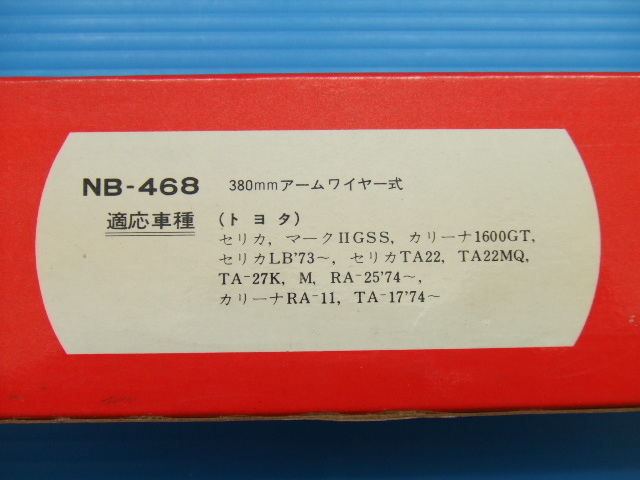 NB-468 380mmアームワイヤー式
適応車種 (トヨタ)
セリカ, マークIIGSS, カリーナ1600GT,
セリカLB'73～, セリカTA22, TA22MQ,
TA-27K, M, RA-25'74～,
カリーナRA-11, TA-17'74～